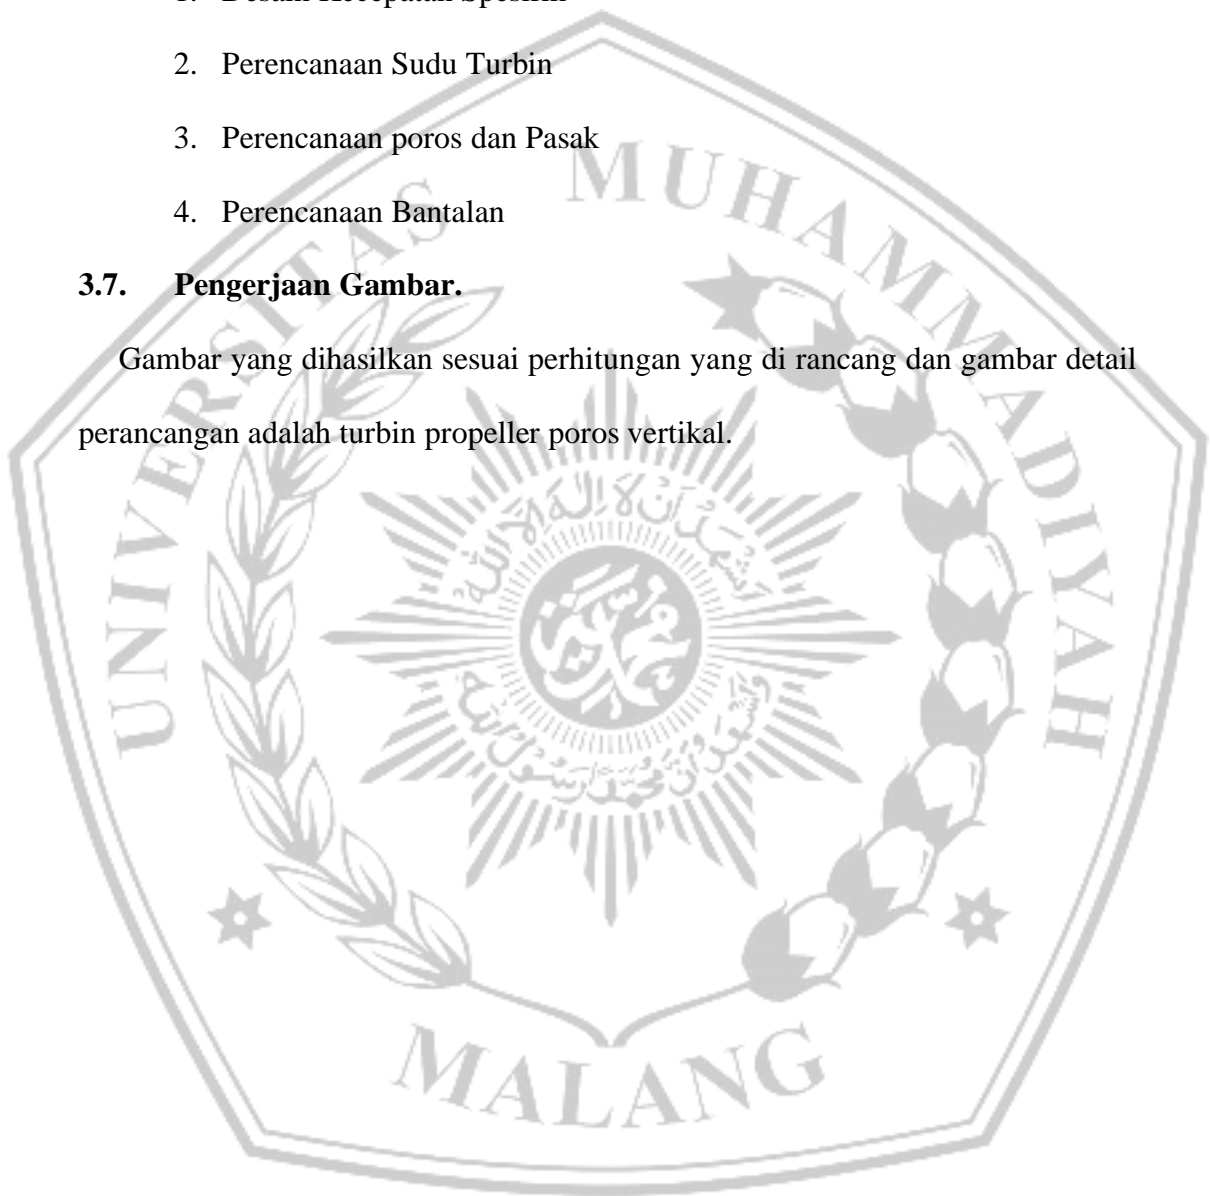 2. Perencanaan Sudu Turbin
3. Perencanaan poros dan Pasak
4. Perencanaan Bantalan
3.7. Pengerjaan Gambar.
Gambar yang dihasilkan sesuai perhitungan yang di rancang dan gambar detail
perancangan adalah turbin propeller poros vertikal.
UNIVERSITAS MUHAMMADIYAH
MALANG